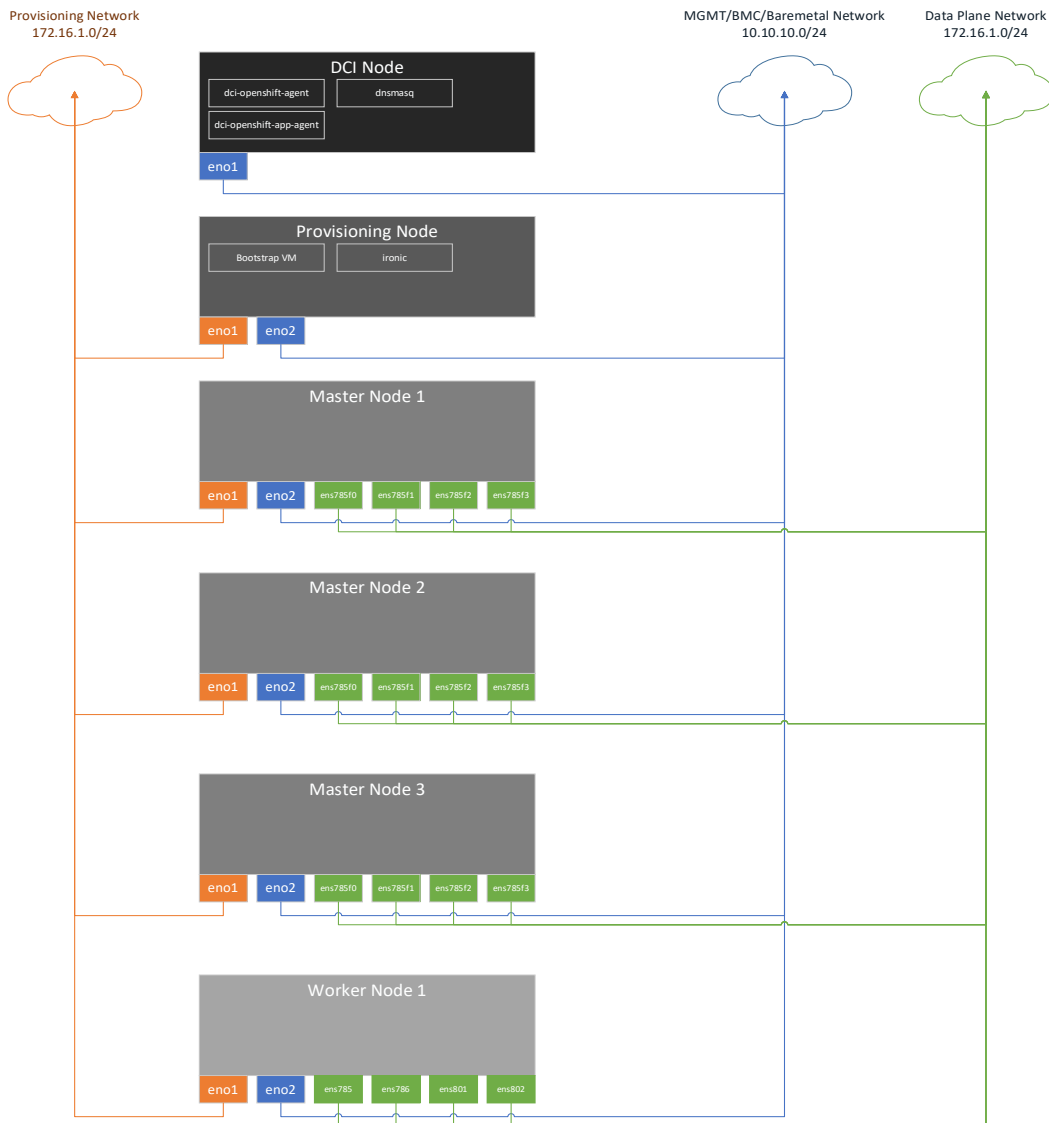 Provisioning Network
172.16.1.0/24
MGMT/BMC/Baremetal Network
10.10.10.0/24
Data Plane Network
172.16.1.0/24
DCI Node
dci-openshift-agent
dnsmasq
dci-openshift-app-agent
eno1
Provisioning Node
Bootstrap VM
ironic
eno1
eno2
Master Node 1
eno1
eno2
ens785f0
ens785f1
ens785f2
ens785f3
Master Node 2
eno1
eno2
ens785f0
ens785f1
ens785f2
ens785f3
Master Node 3
eno1
eno2
ens785f0
ens785f1
ens785f2
ens785f3
Worker Node 1
eno1
eno2
ens785
ens786
ens801
ens802